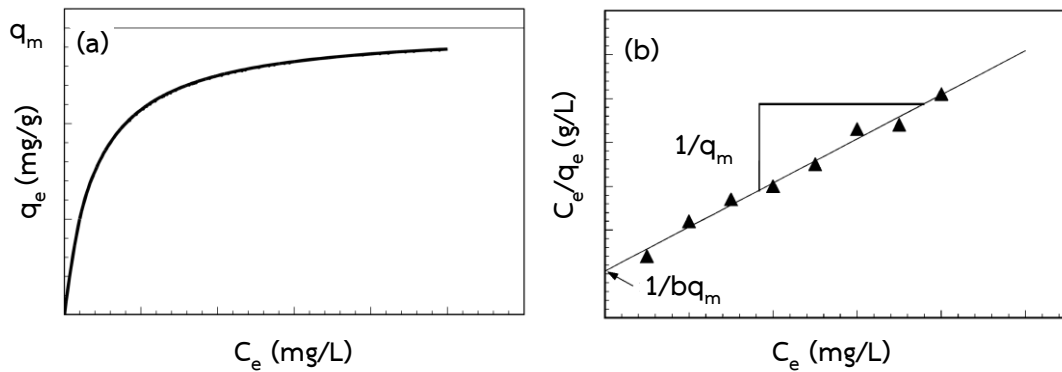 (a)
q_m
q_e (mg/g)
C_e (mg/L)
(b)
C_e/q_e (g/L)
1/q_m
1/bq_m
C_e (mg/L)